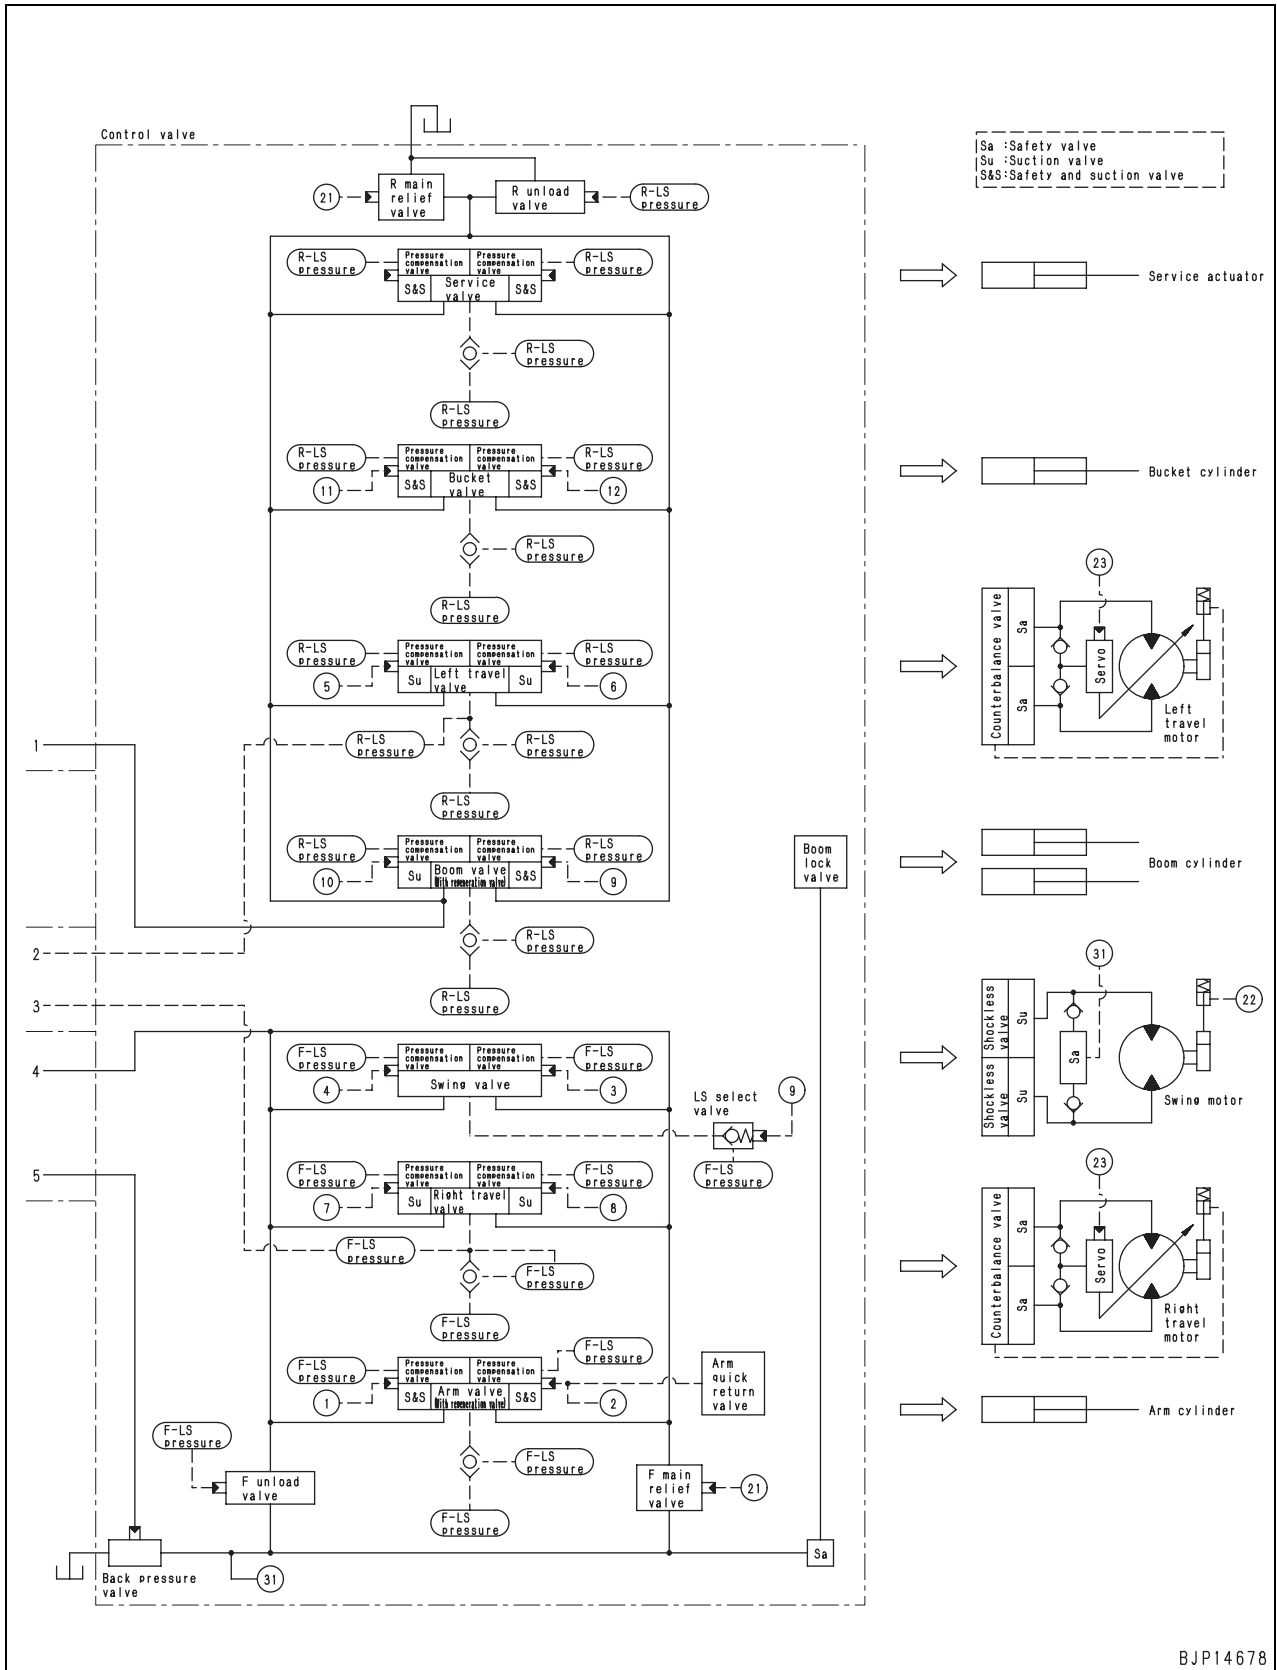 Control valve
Sa :Safety valve
Su :Suction valve
S&S:Safety and suction valve
21
R main
relief
valve
R unload
valve
R-LS
pressure
R-LS
pressure
Pressure
compensation
valve
Pressure
compensation
valve
R-LS
pressure
S&S
Service
valve
S&S
Service actuator
R-LS
pressure
R-LS
pressure
R-LS
pressure
Pressure
compensation
valve
Pressure
compensation
valve
R-LS
pressure
11
S&S
Bucket
valve
S&S
12
Bucket cylinder
R-LS
pressure
R-LS
pressure
R-LS
pressure
Pressure
compensation
valve
Pressure
compensation
valve
R-LS
pressure
5
Su
Left travel
valve
Su
6
23
Counterbalance valve
Sa
Sa
Servo
Left
travel
motor
1
R-LS
pressure
R-LS
pressure
R-LS
pressure
R-LS
pressure
Pressure
compensation
valve
Pressure
compensation
valve
R-LS
pressure
10
Su
Boom valve
(With regeneration valve)
S&S
9
Boom
lock
valve
Boom cylinder
2
R-LS
pressure
R-LS
pressure
3
4
F-LS
pressure
Pressure
compensation
valve
Pressure
compensation
valve
F-LS
pressure
4
Swing valve
3
LS select
valve
9
F-LS
pressure
31
22
Shockless
valve
Shockless
valve
Su
Su
Sa
Swing motor
5
F-LS
pressure
Pressure
compensation
valve
Pressure
compensation
valve
F-LS
pressure
7
Su
Right travel
valve
Su
8
23
Counterbalance valve
Sa
Sa
Servo
Right
travel
motor
F-LS
pressure
F-LS
pressure
F-LS
pressure
F-LS
pressure
Pressure
compensation
valve
Pressure
compensation
valve
F-LS
pressure
1
S&S
Arm valve
(With regeneration valve)
S&S
2
Arm
quick
return
valve
Arm cylinder
F-LS
pressure
F unload
valve
F-LS
pressure
F-LS
pressure
F main
relief
valve
21
Back pressure
valve
31
Sa
BJP14678